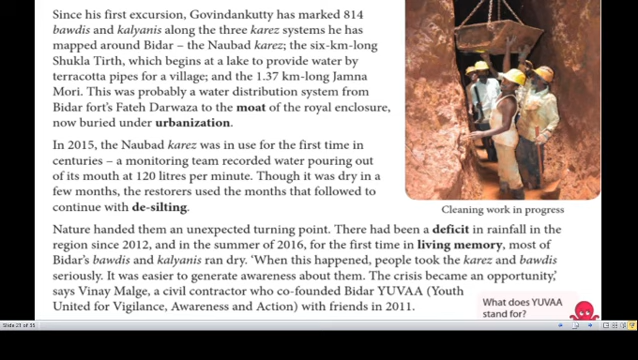 Since his first excursion, Govindankutty has marked 814
bawdis and kalyanis along the three karez systems he has
mapped around Bidar – the Naubad karez; the six-km-long
Shukla Tirth, which begins at a lake to provide water by
terracotta pipes for a village; and the 1.37 km-long Jamna
Mori. This was probably a water distribution system from
Bidar fort's Fateh Darwaza to the moat of the royal enclosure,
now buried under urbanization.
In 2015, the Naubad karez was in use for the first time in
centuries – a monitoring team recorded water pouring out
of its mouth at 120 litres per minute. Though it was dry in a
few months, the restorers used the months that followed to
continue with de-silting.
Cleaning work in progress
Nature handed them an unexpected turning point. There had been a deficit in rainfall in the
region since 2012, and in the summer of 2016, for the first time in living memory, most of
Bidar's bawdis and kalyanis ran dry. 'When this happened, people took the karez and bawdis
seriously. It was easier to generate awareness about them. The crisis became an opportunity,'
says Vinay Malge, a civil contractor who co-founded Bidar YUVAA (Youth
United for Vigilance, Awareness and Action) with friends in 2011.
What does YUVAA
stand for?